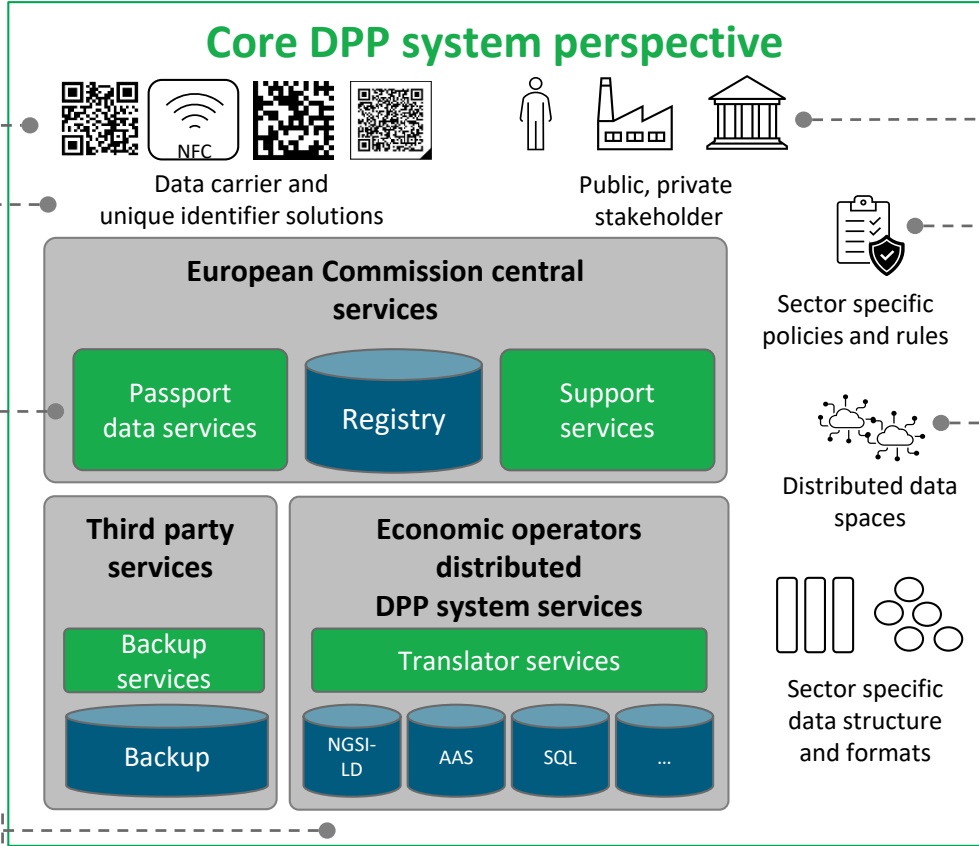 Core DPP system perspective
NFC
Data carrier and
unique identifier solutions
Public, private
stakeholder
European Commission central
services
Passport
data services
Registry
Support
services
Sector specific
policies and rules
Distributed data
spaces
Third party
services
Backup
services
Backup
Economic operators
distributed
DPP system services
Translator services
NGSI-
LD
AAS
SQL
...
Sector specific
data structure
and formats